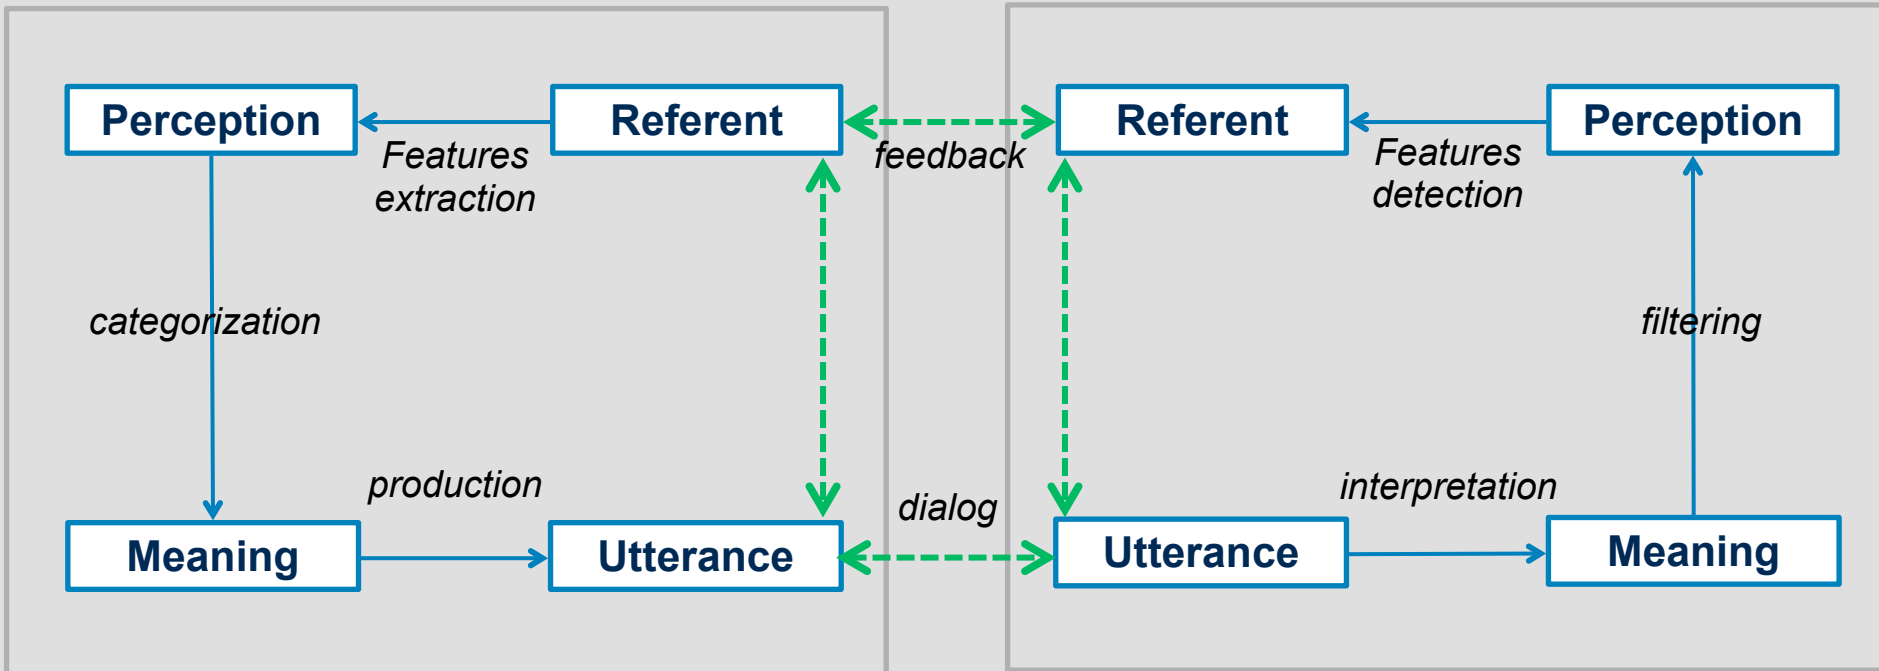 Perception
Referent
Referent
Perception
Features
extraction
feedback
Features
detection
categorization
filtering
production
dialog
interpretation
Meaning
Utterance
Utterance
Meaning